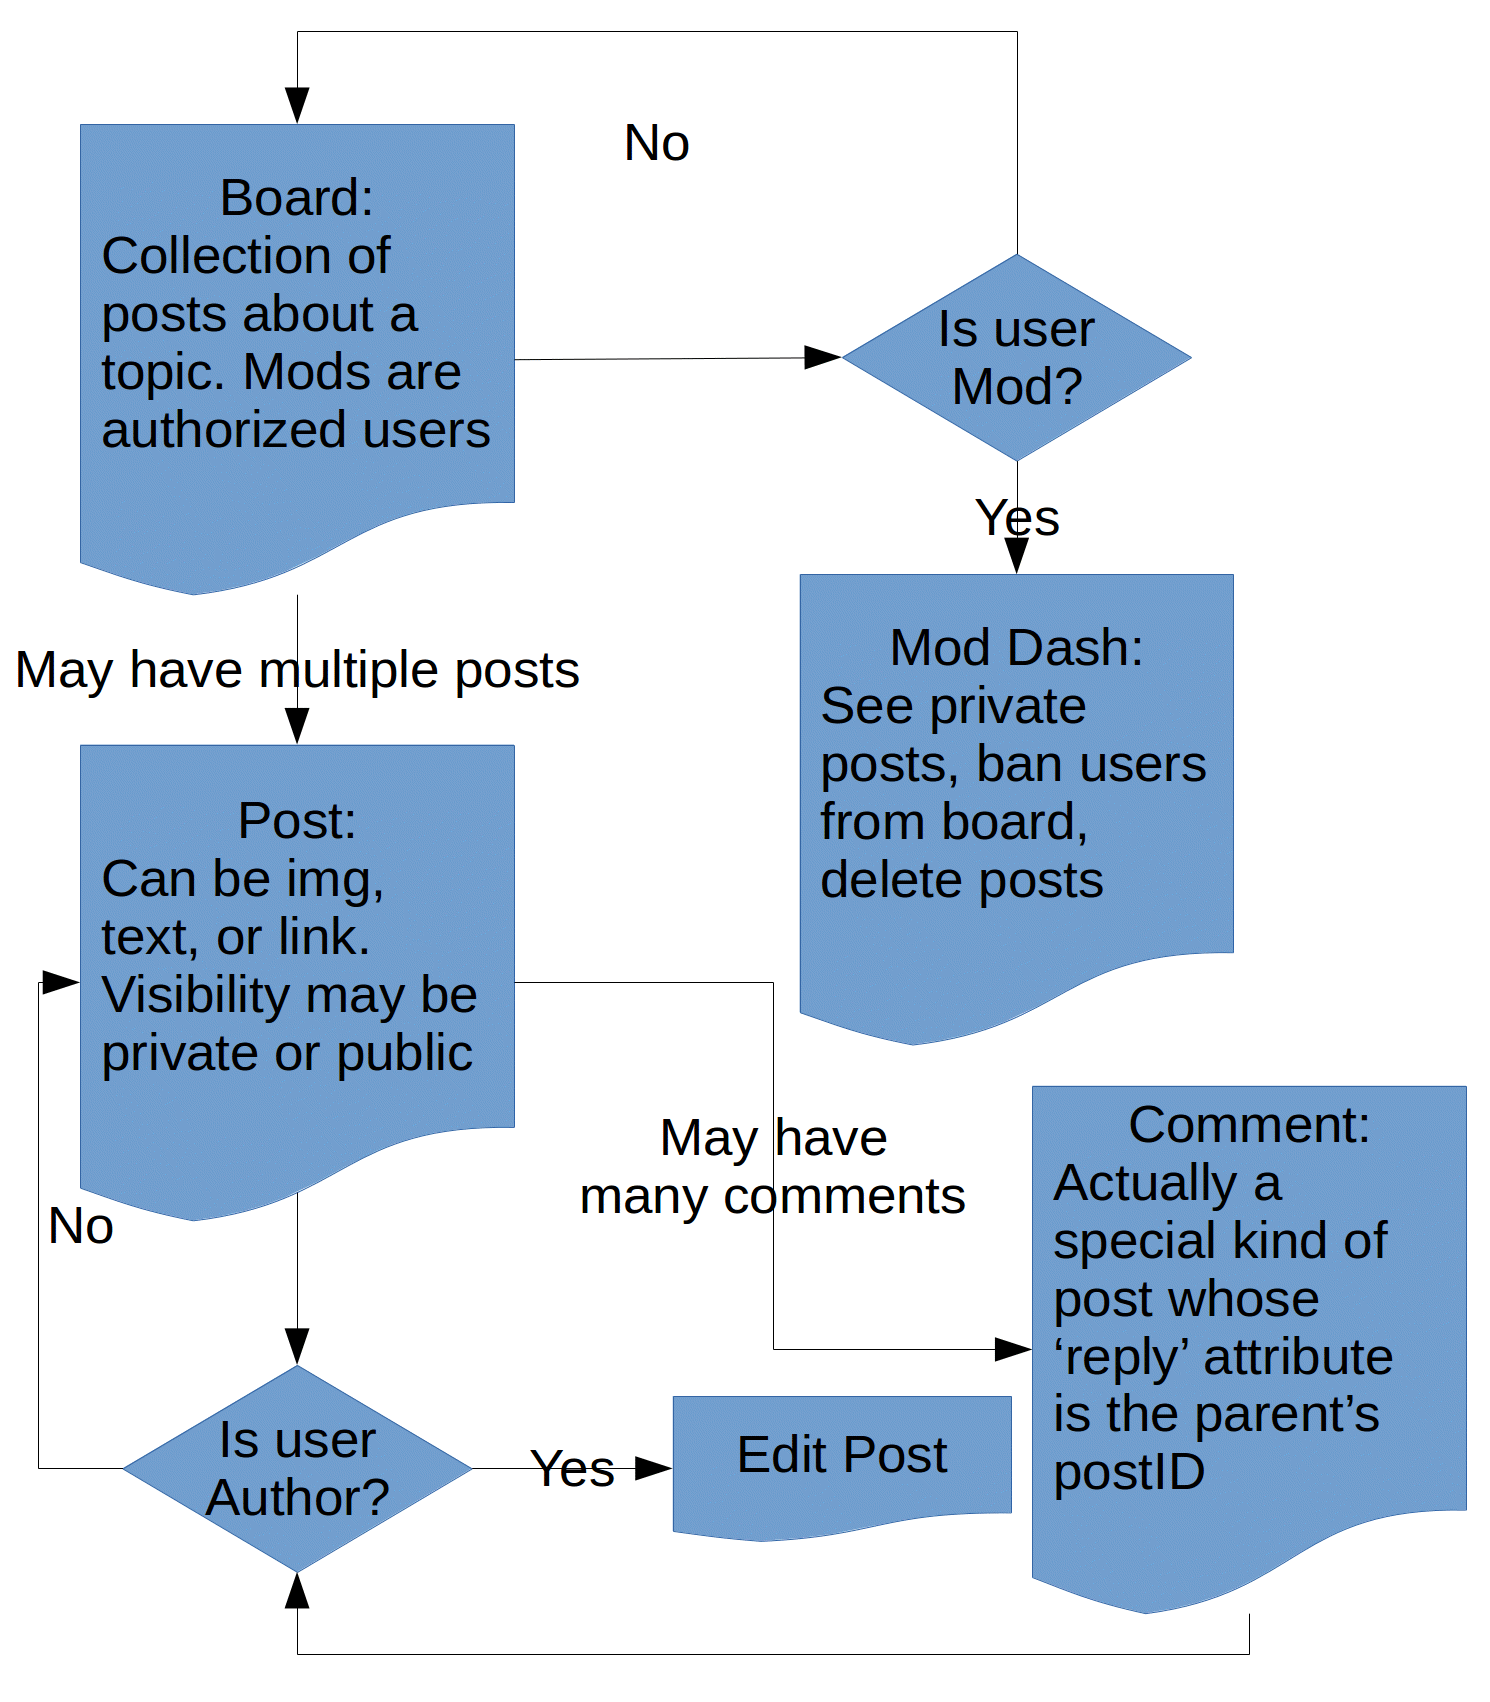 No
Board:
Collection of
posts about a
topic. Mods are
authorized users
Is user
Mod?
Yes
May have multiple posts
Mod Dash:
See private
posts, ban users
from board,
delete posts
Post:
Can be img,
text, or link.
Visibility may be
private or public
May have
many comments
Comment:
Actually a
special kind of
post whose
‘reply’ attribute
is the parent’s
postID
No
Is user
Author?
Yes
Edit Post